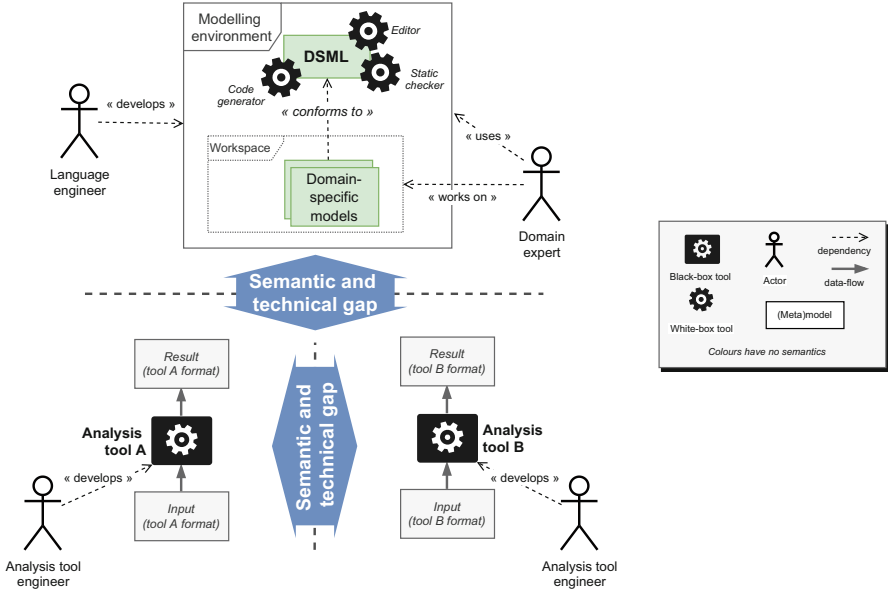 Modelling
environment
Editor
DSML
Static
checker
Code
generator
« develops »
« conforms to »
« uses »
Language
engineer
Workspace
Domain-
specific
models
« works on »
Domain
expert
Semantic and
technical gap
Black-box tool
Actor
dependency
data-flow
White-box tool
(Meta)model
Colours have no semantics
Result
(tool A format)
Analysis
tool A
« develops »
Input
(tool A format)
Analysis tool
engineer
Semantic and
technical gap
Result
(tool B format)
Analysis
tool B
« develops »
Input
(tool B format)
Analysis tool
engineer